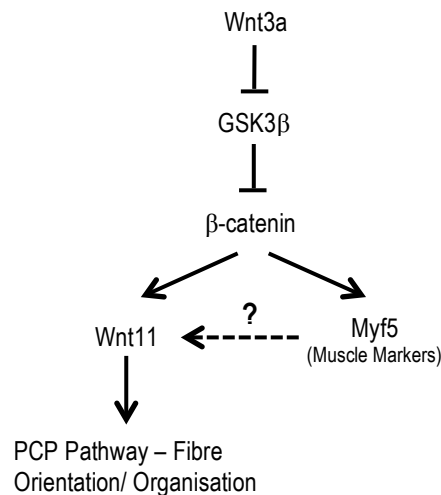 Wnt3a
GSK3β
β-catenin
?
Wnt11
Myf5
(Muscle Markers)
PCP Pathway – Fibre
Orientation/ Organisation